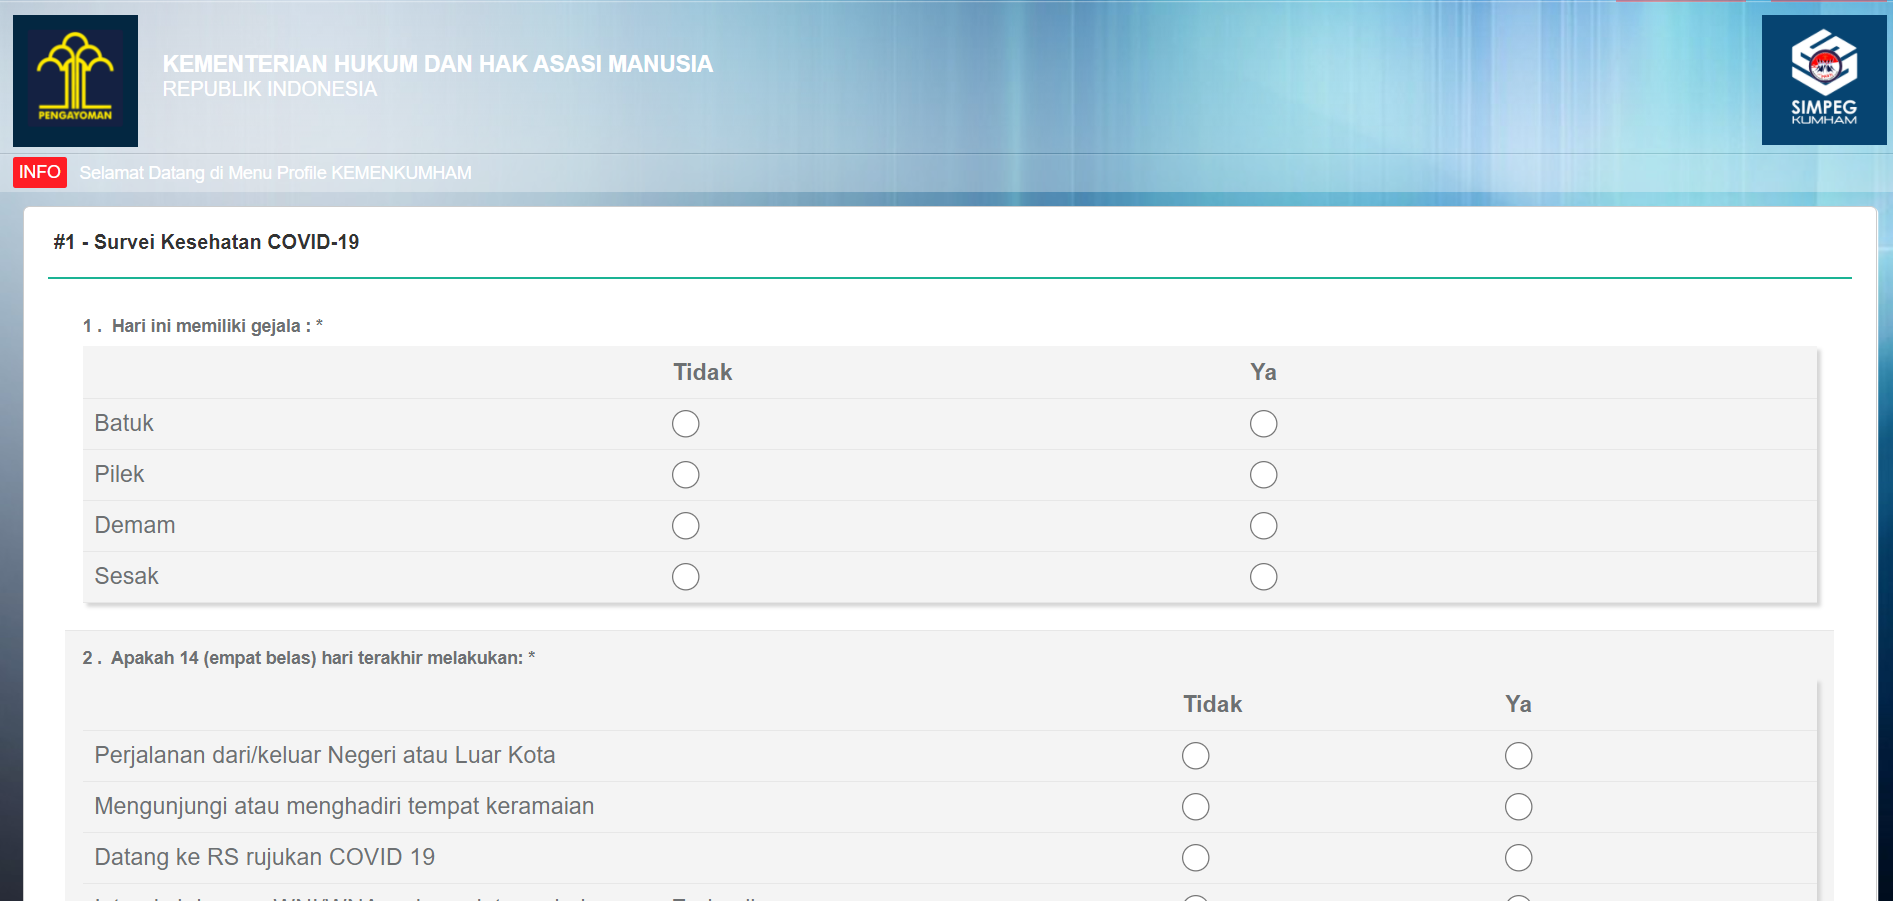 PENGAYOMAN
KEMENTERIAN HUKUM DAN HAK ASASI MANUSIA
REPUBLIK INDONESIA
SIMPEG
KUMHAM
INFO Selamat Datang di Menu Profile KEMENKUMHAM
#1 - Survei Kesehatan COVID-19
1 . Hari ini memiliki gejala : *
Tidak Ya
Batuk
Pilek
Demam
Sesak
2 . Apakah 14 (empat belas) hari terakhir melakukan: *
Tidak Ya
Perjalanan dari/keluar Negeri atau Luar Kota
Mengunjungi atau menghadiri tempat keramaian
Datang ke RS rujukan COVID 19